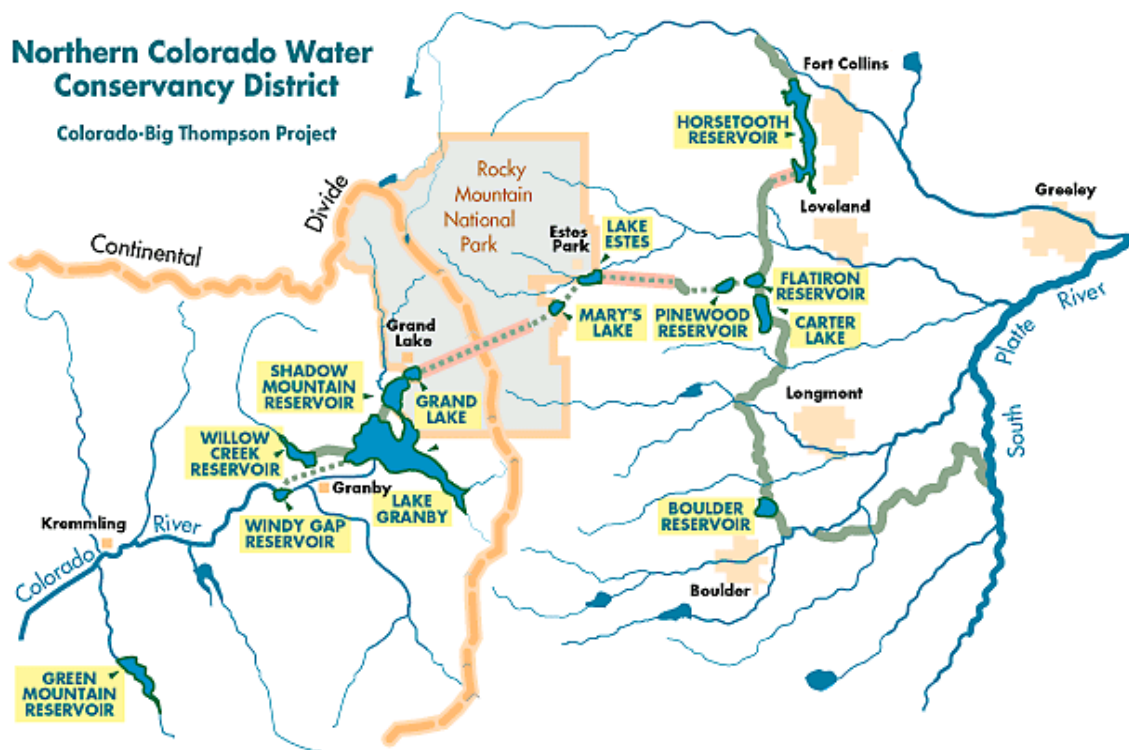 Northern Colorado Water
Conservancy District
Colorado-Big Thompson Project
Fort Collins
HORSETOOTH
RESERVOIR
Rocky
Mountain
National
Park
Continental
Divide
Loveland
Greeley
Estes
Park
LAKE
ESTES
FLATIRON
RESERVOIR
MARY'S
LAKE
PINEWOOD
RESERVOIR
CARTER
LAKE
Platte
River
South
Grand
Lake
SHADOW
MOUNTAIN
RESERVOIR
GRAND
LAKE
Longmont
WILLOW
CREEK
RESERVOIR
Granby
LAKE
GRANBY
WINDY GAP
RESERVOIR
BOULDER
RESERVOIR
Kremmling
Colorado
River
Boulder
GREEN
MOUNTAIN
RESERVOIR